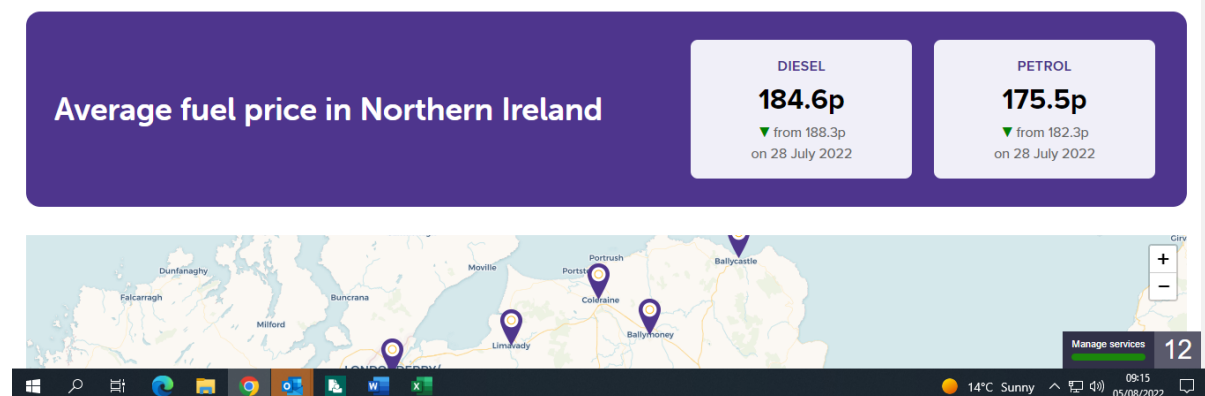 DIESEL
PETROL
Average fuel price in Northern Ireland
184.6p
175.5p
▼ from 188.3p
on 28 July 2022
▼ from 182.3p
on 28 July 2022
Dunfanaghy
Moville
Portrush
Ballycastle
Falcarragh
Buncrana
Coleraine
+
−
Milford
Limavady
Ballymoney
Manage services
12
14°C Sunny
09:15
05/08/2022